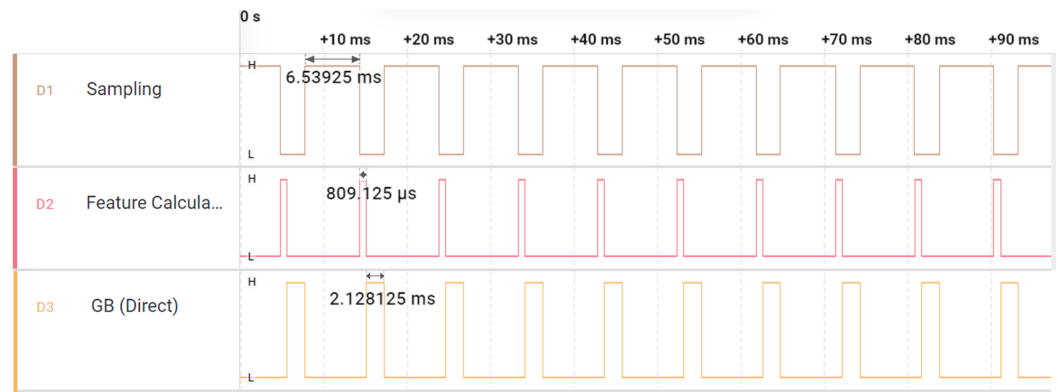 0 s
+10 ms +20 ms +30 ms +40 ms +50 ms +60 ms +70 ms +80 ms +90 ms
D1 Sampling H L
6.53925 ms
D2 Feature Calcula... H L
809.125 µs
D3 GB (Direct) H L
2.128125 ms